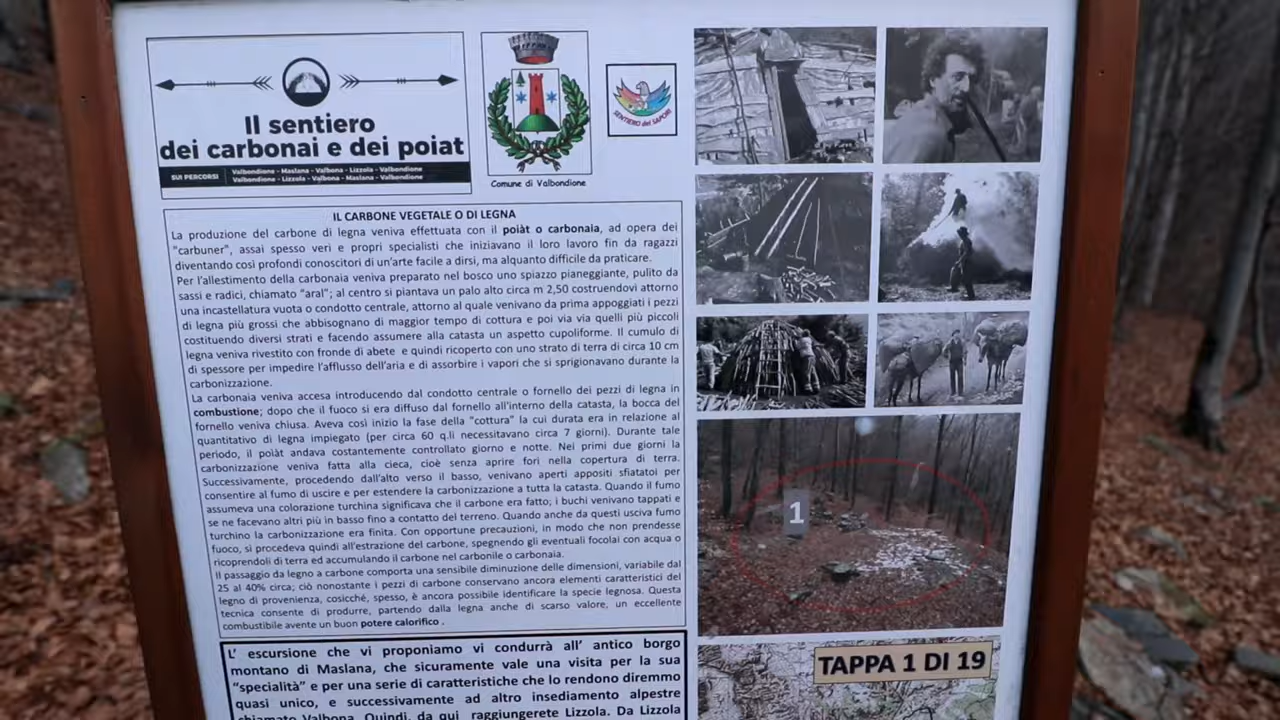 Il sentiero
dei carbonai e dei poiat
SUI PERCORSI
Valbondione - Maslana - Valbona - Lizzola - Valbondione
Valbondione - Lizzola - Valbona - Maslana - Valbondione
Comune di Valbondione
SENTIERO dei SAPORI
IL CARBONE VEGETALE O DI LEGNA
La produzione del carbone di legna veniva effettuata con il poiàt o carbonaia, ad opera dei
"carbuner", assai spesso veri e propri specialisti che iniziavano il loro lavoro fin da ragazzi
diventando così profondi conoscitori di un'arte facile a dirsi, ma alquanto difficile da praticare.
Per l'allestimento della carbonaia veniva preparato nel bosco uno spiazzo pianeggiante, pulito da
sassi e radici, chiamato "aral"; al centro si piantava un palo alto circa m 2,50 costruendovi attorno
una incastellatura vuota o condotto centrale, attorno al quale venivano da prima appoggiati i pezzi
di legna più grossi che abbisognano di maggior tempo di cottura e poi via via quelli più piccoli
costituendo diversi strati e facendo assumere alla catasta un aspetto cupoliforme. Il cumulo di
legna veniva rivestito con fronde di abete e quindi ricoperto con uno strato di terra di circa 10 cm
di spessore per impedire l'afflusso dell'aria e di assorbire i vapori che si sprigionavano durante la
carbonizzazione.
La carbonaia veniva accesa introducendo dal condotto centrale o fornello dei pezzi di legna in
combustione; dopo che il fuoco si era diffuso dal fornello all'interno della catasta, la bocca del
fornello veniva chiusa. Aveva così inizio la fase della "cottura" la cui durata era in relazione al
quantitativo di legna impiegato (per circa 60 q.li necessitavano circa 7 giorni). Durante tale
periodo, il poiàt andava costantemente controllato giorno e notte. Nei primi due giorni la
carbonizzazione veniva fatta alla cieca, cioè senza aprire fori nella copertura di terra.
Successivamente, procedendo dall'alto verso il basso, venivano aperti appositi sfiatatoi per
consentire al fumo di uscire e per estendere la carbonizzazione a tutta la catasta. Quando il fumo
assumeva una colorazione turchina significava che il carbone era fatto; i buchi venivano tappati e
se ne facevano altri più in basso fino a contatto del terreno. Quando anche da questi usciva fumo
turchino la carbonizzazione era finita. Con opportune precauzioni, in modo che non prendesse
fuoco, si procedeva quindi all'estrazione del carbone, spegnendo gli eventuali focolai con acqua o
ricoprendoli di terra ed accumulando il carbone nel carbonile o carbonaia.
Il passaggio da legno a carbone comporta una sensibile diminuzione delle dimensioni, variabile dal
25 al 40% circa; ciò nonostante i pezzi di carbone conservano ancora elementi caratteristici del
legno di provenienza, cosicchè, spesso, è ancora possibile identificare la specie legnosa. Questa
tecnica consente di produrre, partendo dalla legna anche di scarso valore, un eccellente
combustibile avente un buon potere calorifico .
L' escursione che vi proponiamo vi condurrà all' antico borgo
montano di Maslana, che sicuramente vale una visita per la sua
"specialità" e per una serie di caratteristiche che lo rendono diremmo
quasi unico, e successivamente ad altro insediamento alpestre
chiamato Valbona. Quindi, da qui raggiungerete Lizzola. Da Lizzola
1
TAPPA 1 DI 19